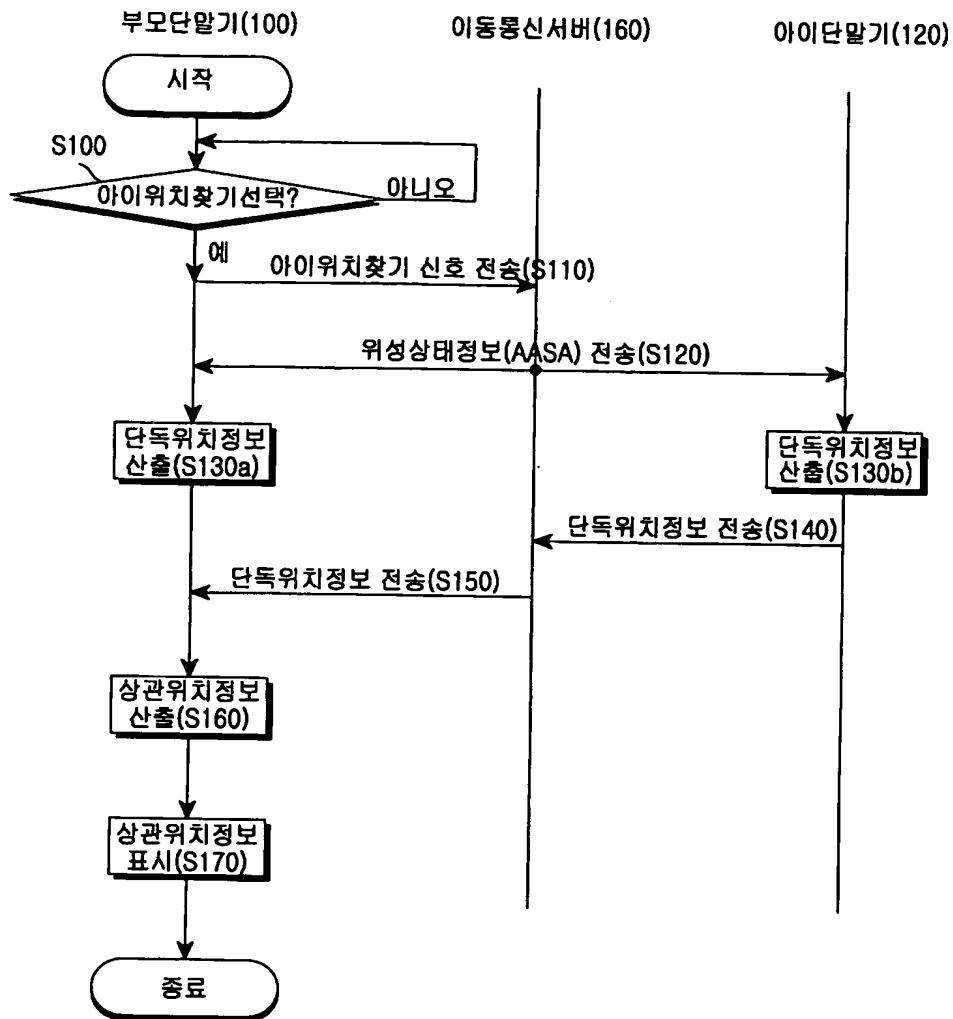 부모단말기(100)
이동통신서버(160)
아이단말기(120)
시작
S100
아이위치찾기선택?
아니오
예
아이위치찾기 신호 전송(S110)
위성상태정보(AASA) 전송(S120)
단독위치정보
산출(S130a)
단독위치정보
산출(S130b)
단독위치정보 전송(S140)
단독위치정보 전송(S150)
상관위치정보
산출(S160)
상관위치정보
표시(S170)
종료